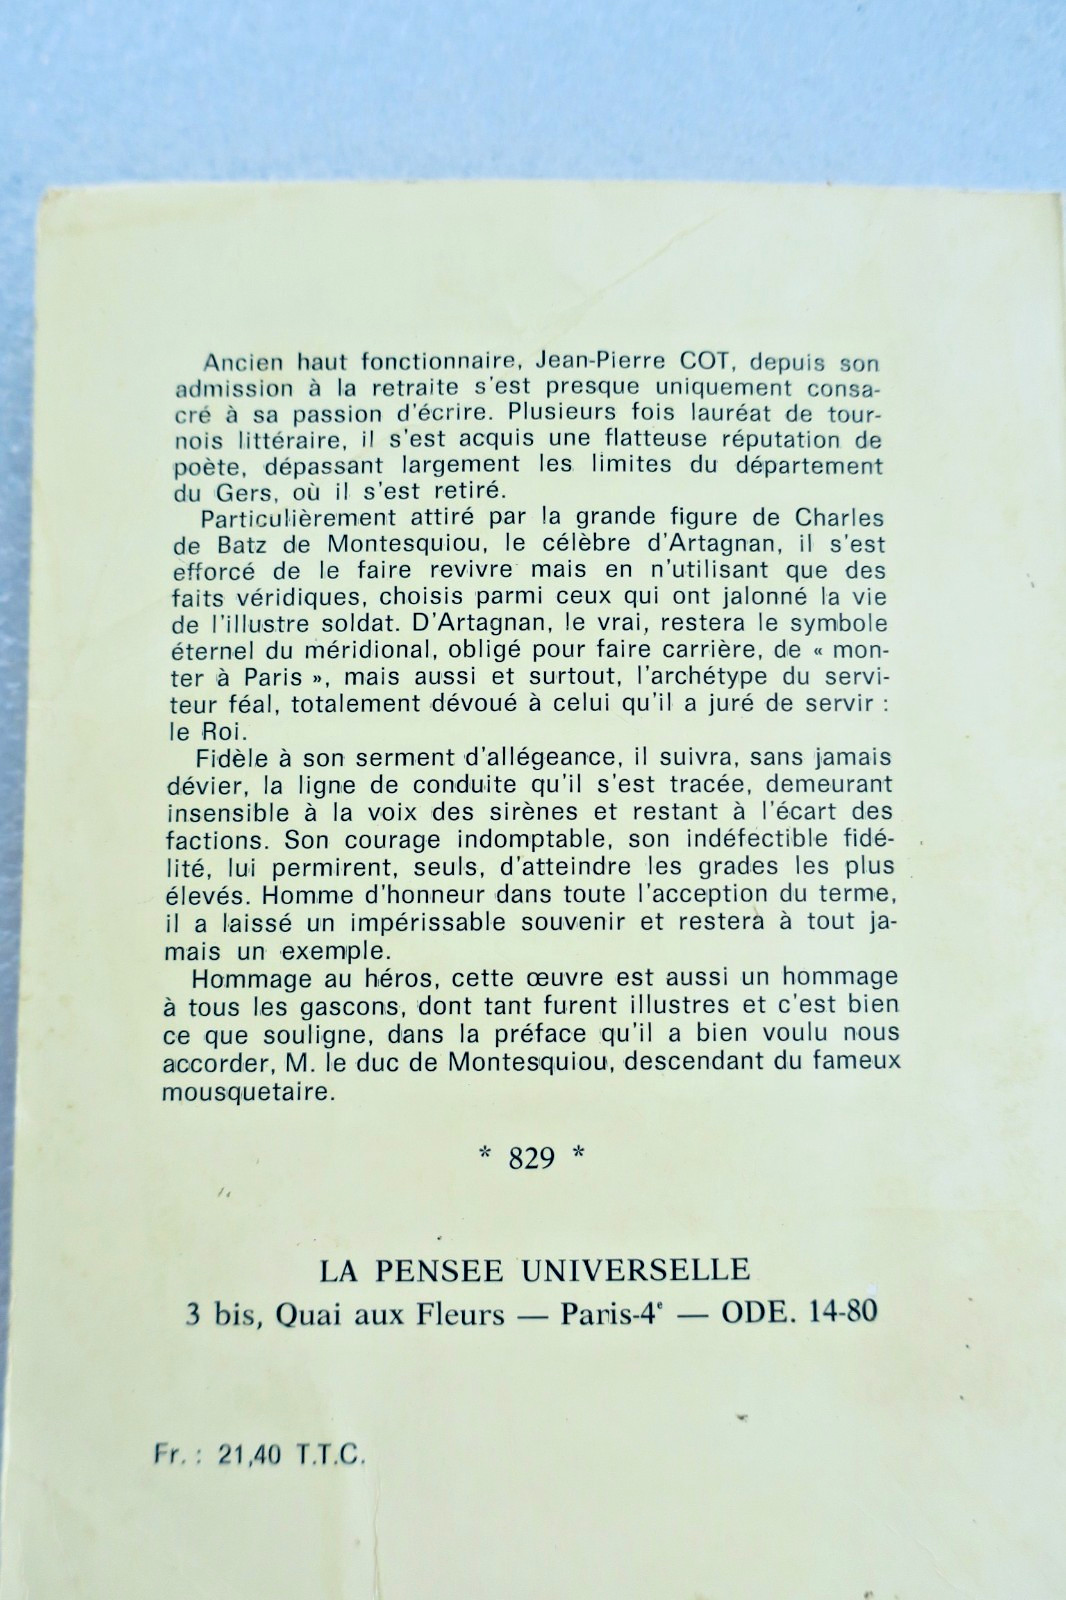 Ancien haut fonctionnaire, Jean-Pierre COT, depuis son
admission à la retraite s'est presque uniquement consa-
cré à sa passion d'écrire. Plusieurs fois lauréat de tour-
nois littéraire, il s'est acquis une flatteuse réputation de
poète, dépassant largement les limites du département
du Gers, où il s'est retiré.
Particulièrement attiré par la grande figure de Charles
de Batz de Montesquiou, le célèbre d'Artagnan, il s'est
efforcé de le faire revivre mais en n'utilisant que des
faits véridiques, choisis parmi ceux qui ont jalonné la vie
de l'illustre soldat. D'Artagnan, le vrai, restera le symbole
éternel du méridional, obligé pour faire carrière, de « mon-
ter à Paris », mais aussi et surtout, l'archétype du servi-
teur féal, totalement dévoué à celui qu'il a juré de servir :
le Roi.
Fidèle à son serment d'allégeance, il suivra, sans jamais
dévier, la ligne de conduite qu'il s'est tracée, demeurant
insensible à la voix des sirènes et restant à l'écart des
factions. Son courage indomptable, son indéfectible fidé-
lité, lui permirent, seuls, d'atteindre les grades les plus
élevés. Homme d'honneur dans toute l'acception du terme,
il a laissé un impérissable souvenir et restera à tout ja-
mais un exemple.
Hommage au héros, cette œuvre est aussi un hommage
à tous les gascons, dont tant furent illustres et c'est bien
ce que souligne, dans la préface qu'il a bien voulu nous
accorder, M. le duc de Montesquiou, descendant du fameux
mousquetaire.
* 829 *
LA PENSEE UNIVERSELLE
3 bis, Quai aux Fleurs — Paris-4e — ODE. 14-80
Fr. : 21,40 T.T.C.